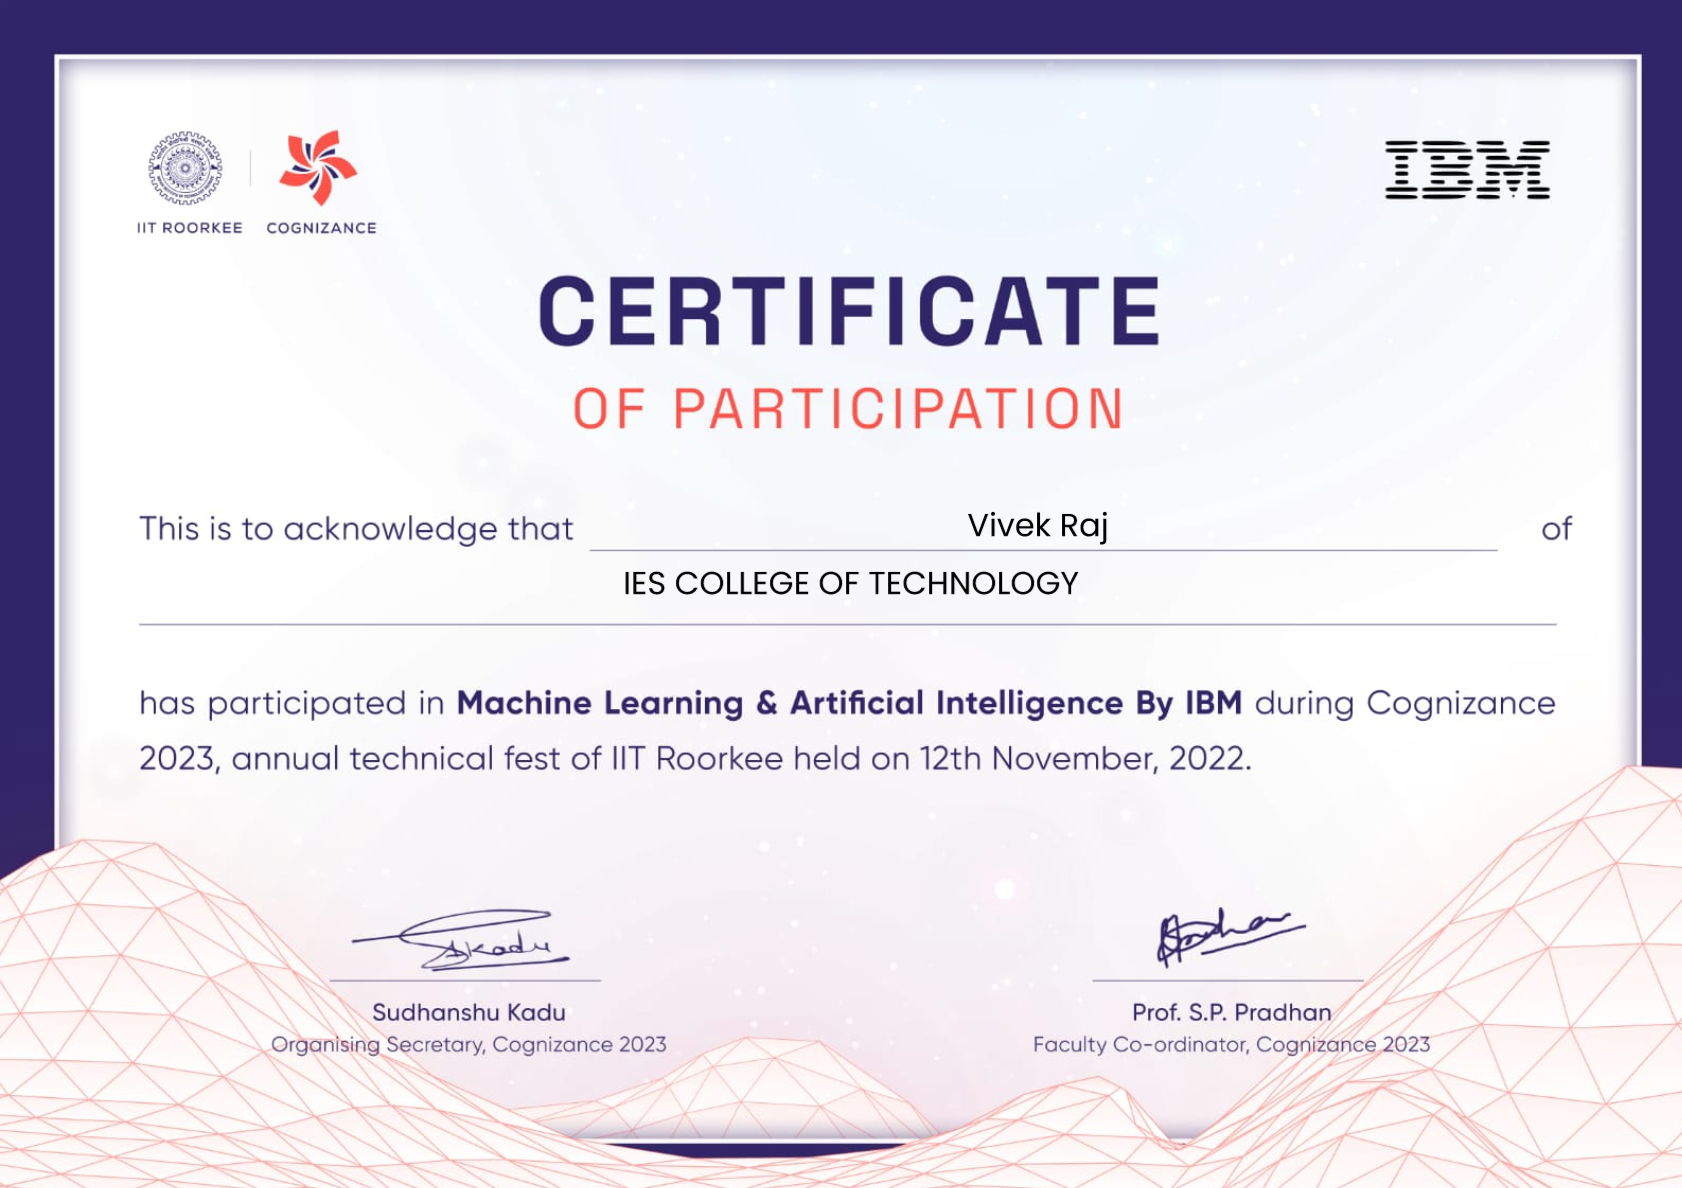 IIT ROORKEE
COGNIZANCE
IBM
CERTIFICATE
OF PARTICIPATION
This is to acknowledge that Vivek Raj of
IES COLLEGE OF TECHNOLOGY
has participated in Machine Learning & Artificial Intelligence By IBM during Cognizance
2023, annual technical fest of IIT Roorkee held on 12th November, 2022.
Sudhanshu Kadu
Organising Secretary, Cognizance 2023
Prof. S.P. Pradhan
Faculty Co-ordinator, Cognizance 2023